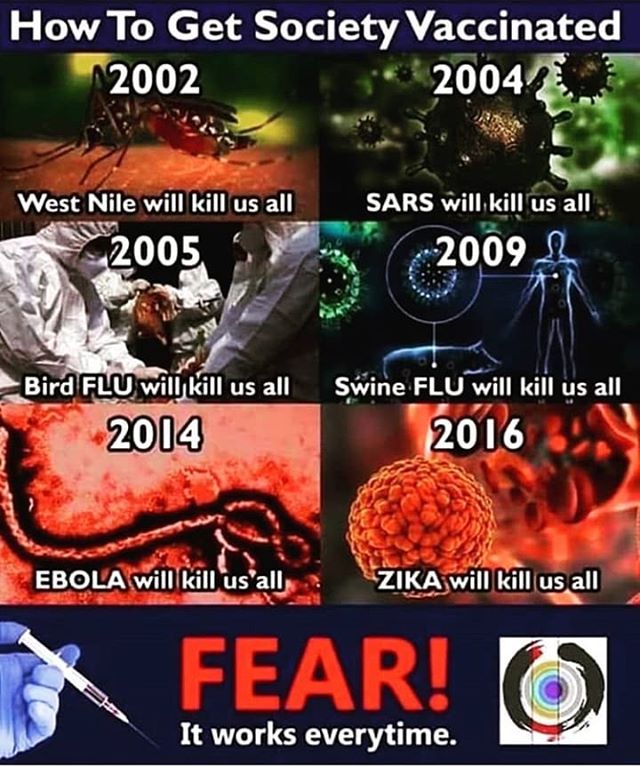 How To Get Society Vaccinated
2002
West Nile will kill us all
2004
SARS will kill us all
2005
Bird FLU will kill us all
2009
Swine FLU will kill us all
2014
EBOLA will kill us all
2016
ZIKA will kill us all
FEAR!
It works everytime.